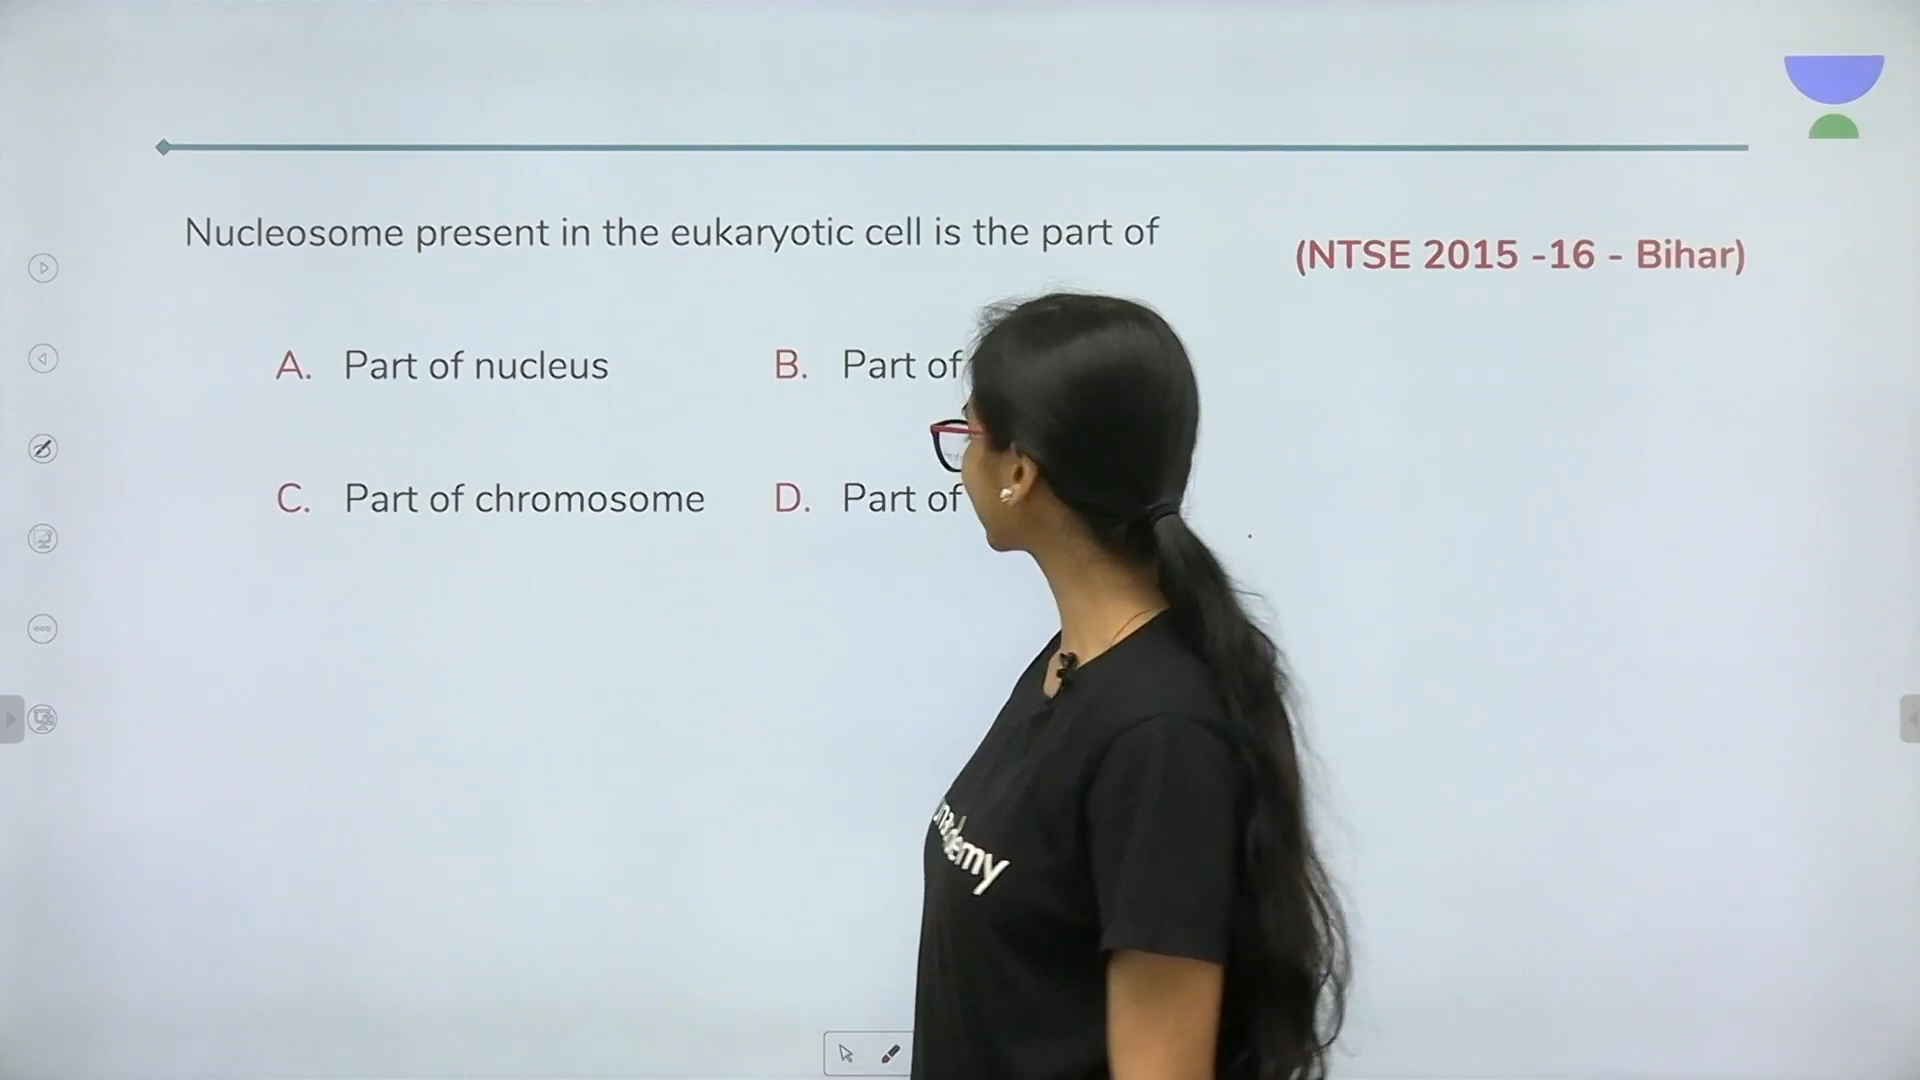 Nucleosome present in the eukaryotic cell is the part of
(NTSE 2015 -16 - Bihar)
A. Part of nucleus
B. Part of
C. Part of chromosome
D. Part of